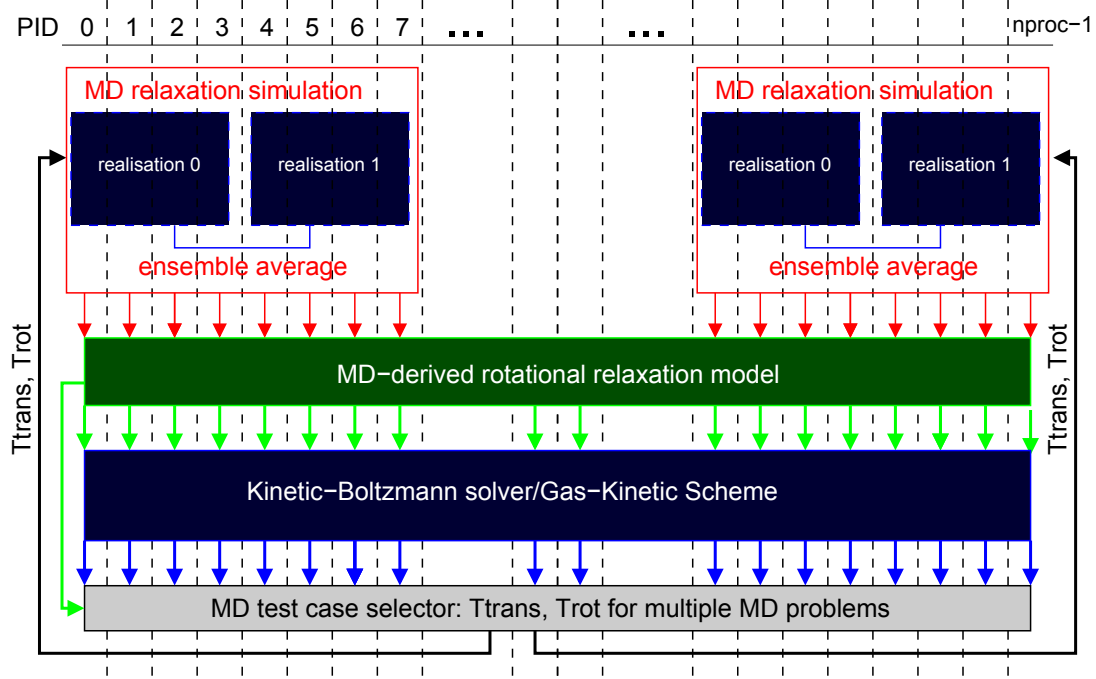 PID 0 1 2 3 4 5 6 7 ... ... nproc−1
MD relaxation simulation
MD relaxation simulation
realisation 0
realisation 1
realisation 0
realisation 1
ensemble average
ensemble average
Ttrans, Trot
Ttrans, Trot
MD−derived rotational relaxation model
Kinetic−Boltzmann solver/Gas−Kinetic Scheme
MD test case selector: Ttrans, Trot for multiple MD problems